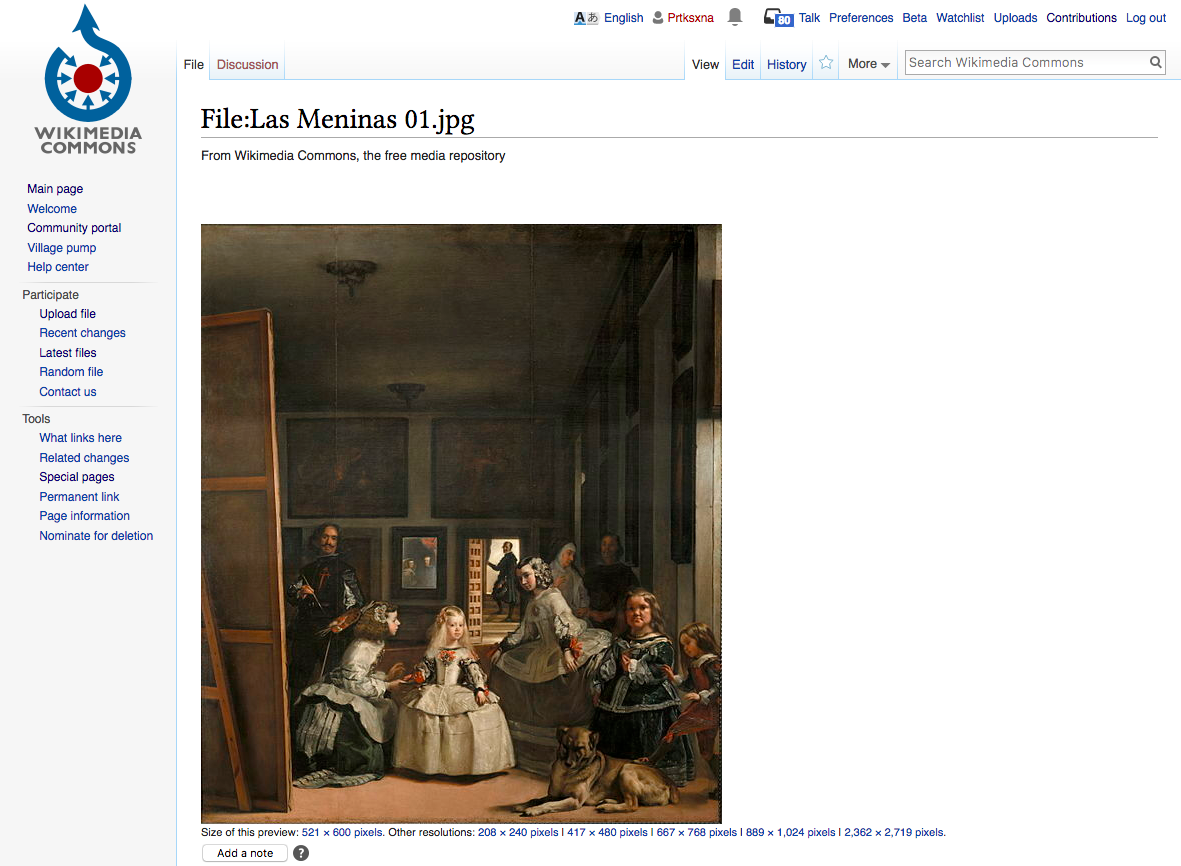 Aあ English Prtksxna 80 Talk Preferences Beta Watchlist Uploads Contributions Log out
WIKIMEDIA
COMMONS
File Discussion View Edit History More Search Wikimedia Commons
File:Las Meninas 01.jpg
From Wikimedia Commons, the free media repository
Main page
Welcome
Community portal
Village pump
Help center
Participate
Upload file
Recent changes
Latest files
Random file
Contact us
Tools
What links here
Related changes
Special pages
Permanent link
Page information
Nominate for deletion
Size of this preview: 521 × 600 pixels. Other resolutions: 208 × 240 pixels | 417 × 480 pixels | 667 × 768 pixels | 889 × 1,024 pixels | 2,362 × 2,719 pixels.
Add a note ?